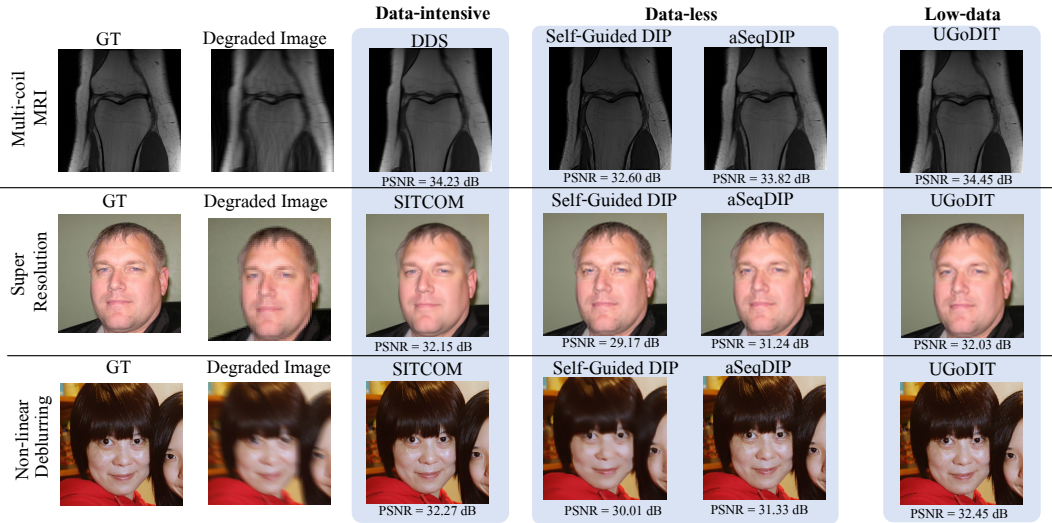 Data-intensive Data-less Low-data
GT Degraded Image DDS Self-Guided DIP aSeqDIP UGoDIT
Multi-coil
MRI
PSNR = 34.23 dB PSNR = 32.60 dB PSNR = 33.82 dB PSNR = 34.45 dB
GT Degraded Image SITCOM Self-Guided DIP aSeqDIP UGoDIT
Super
Resolution
PSNR = 32.15 dB PSNR = 29.17 dB PSNR = 31.24 dB PSNR = 32.03 dB
GT Degraded Image SITCOM Self-Guided DIP aSeqDIP UGoDIT
Non-linear
Deblurring
PSNR = 32.27 dB PSNR = 30.01 dB PSNR = 31.33 dB PSNR = 32.45 dB